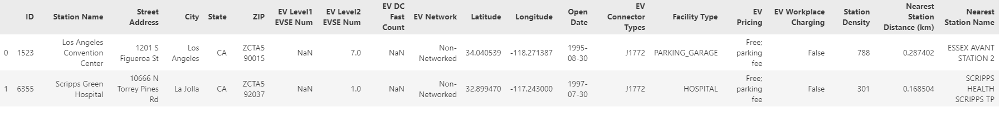 ID Station Name Street Address City State ZIP EV Level1 EVSE Num EV Level2 EVSE Num EV DC Fast Count EV Network Latitude Longitude Open Date EV Connector Types Facility Type EV Pricing EV Workplace Charging Station Density Nearest Station Distance (km) Nearest Station Name
0 1523 Los Angeles Convention Center 1201 S Figueroa St Los Angeles CA ZCTA5 90015 NaN 7.0 NaN Non-Networked 34.040539 -118.271387 1995-08-30 J1772 PARKING_GARAGE Free; parking fee False 788 0.287402 ESSEX AVANT STATION 2
1 6355 Scripps Green Hospital 10666 N Torrey Pines Rd La Jolla CA ZCTA5 92037 NaN 1.0 NaN Non-Networked 32.899470 -117.243000 1997-07-30 J1772 HOSPITAL Free; parking fee False 301 0.168504 SCRIPPS HEALTH SCRIPPS TP